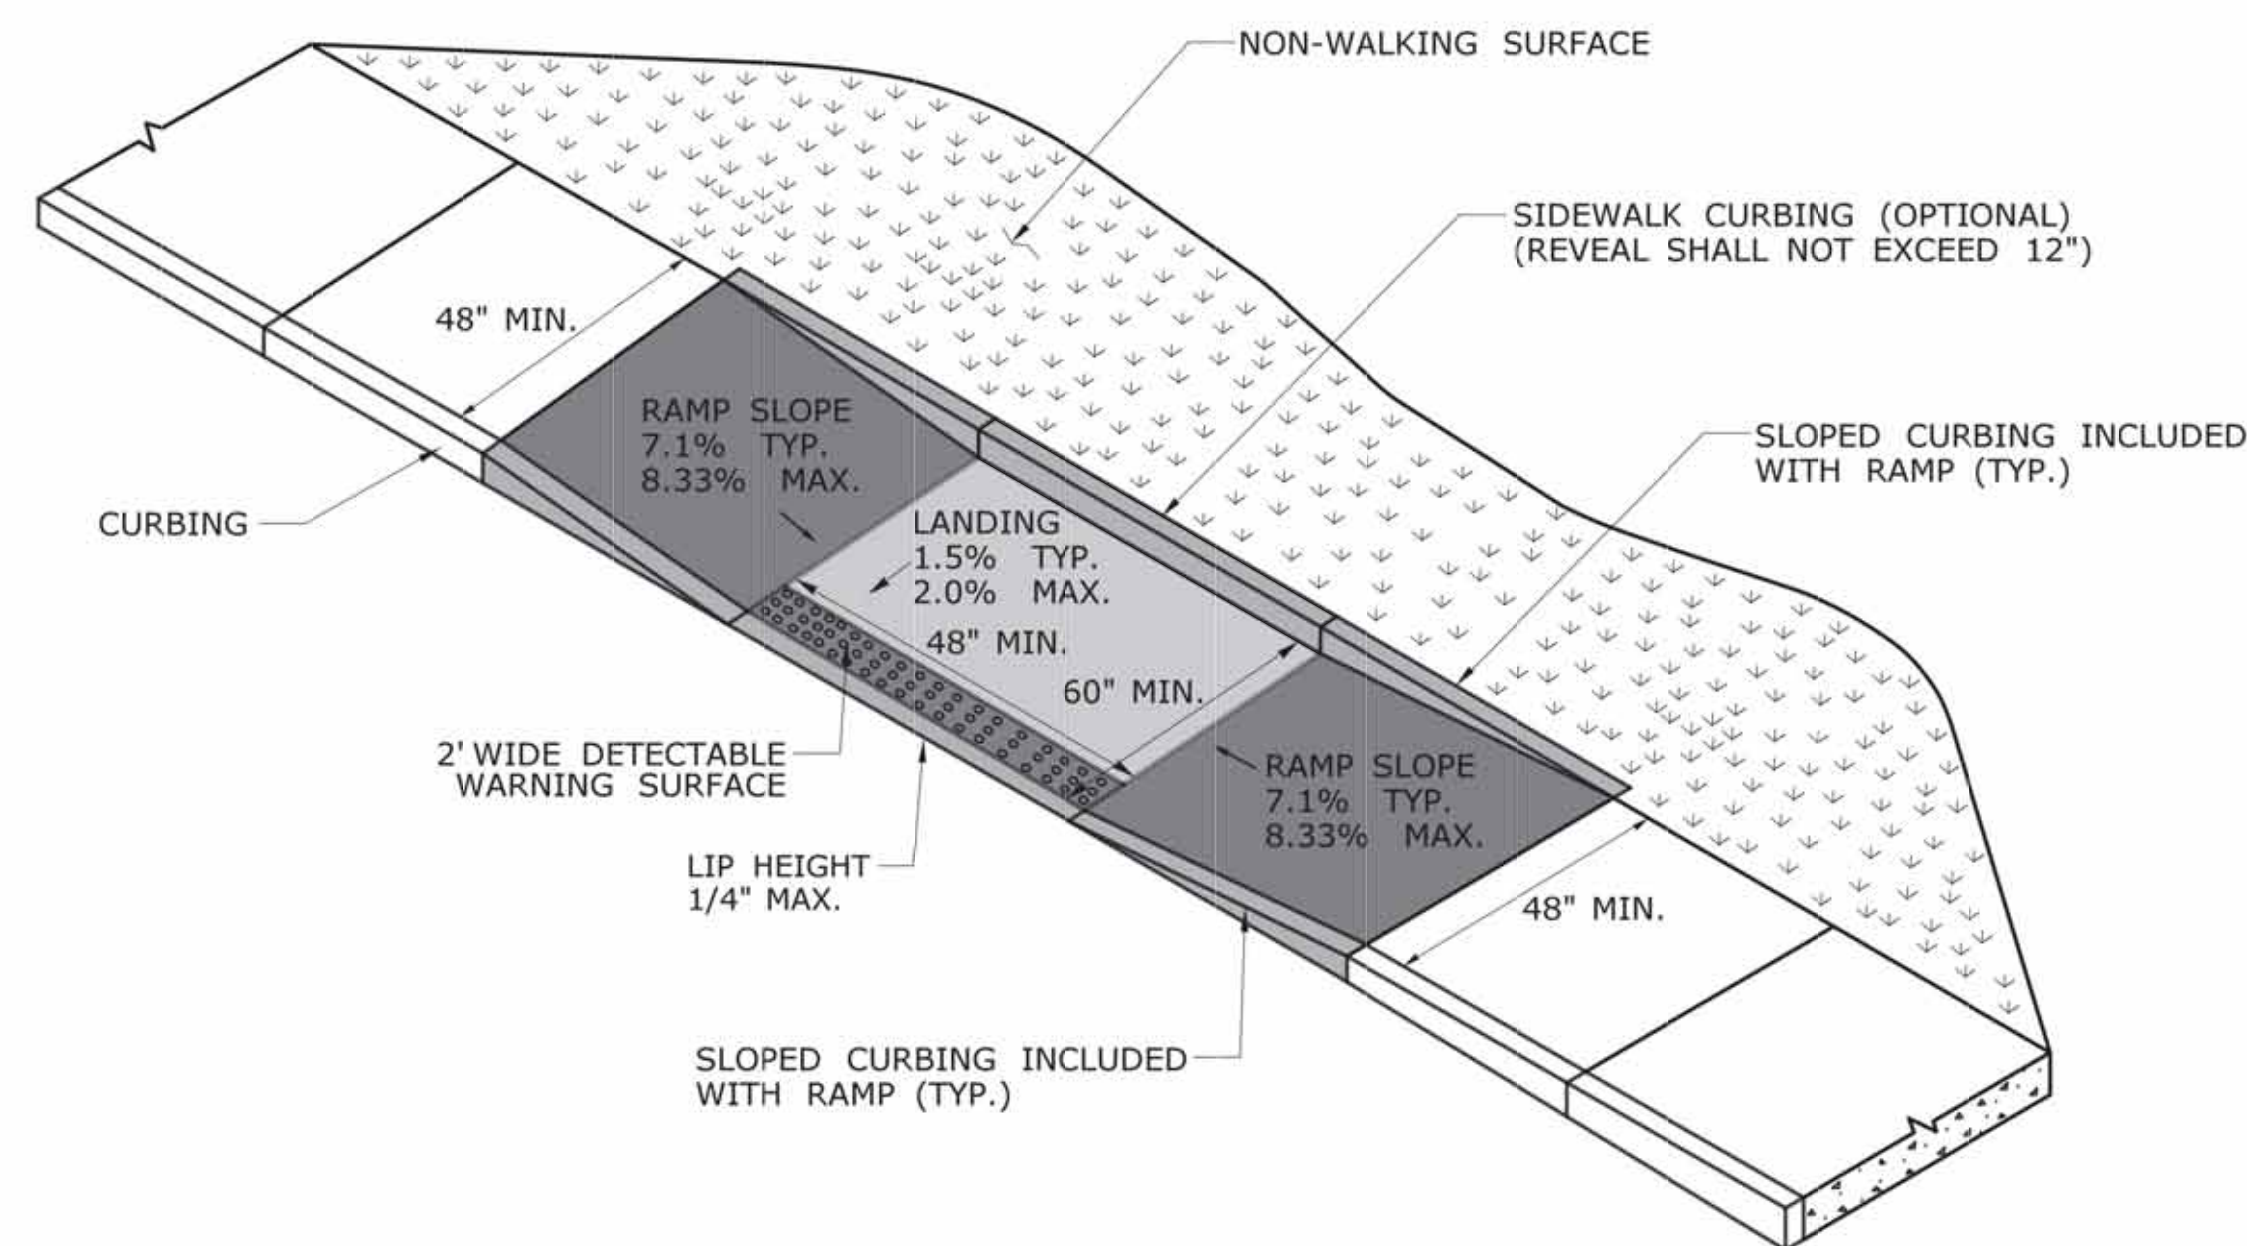 NON-WALKING SURFACE
SIDEWALK CURBING (OPTIONAL)
(REVEAL SHALL NOT EXCEED 12")
48" MIN.
RAMP SLOPE
7.1% TYP.
8.33% MAX.
SLOPED CURBING INCLUDED
WITH RAMP (TYP.)
CURBING
LANDING
1.5% TYP.
2.0% MAX.
48" MIN.
60" MIN.
2' WIDE DETECTABLE
WARNING SURFACE
RAMP SLOPE
7.1% TYP.
8.33% MAX.
LIP HEIGHT
1/4" MAX.
48" MIN.
SLOPED CURBING INCLUDED
WITH RAMP (TYP.)